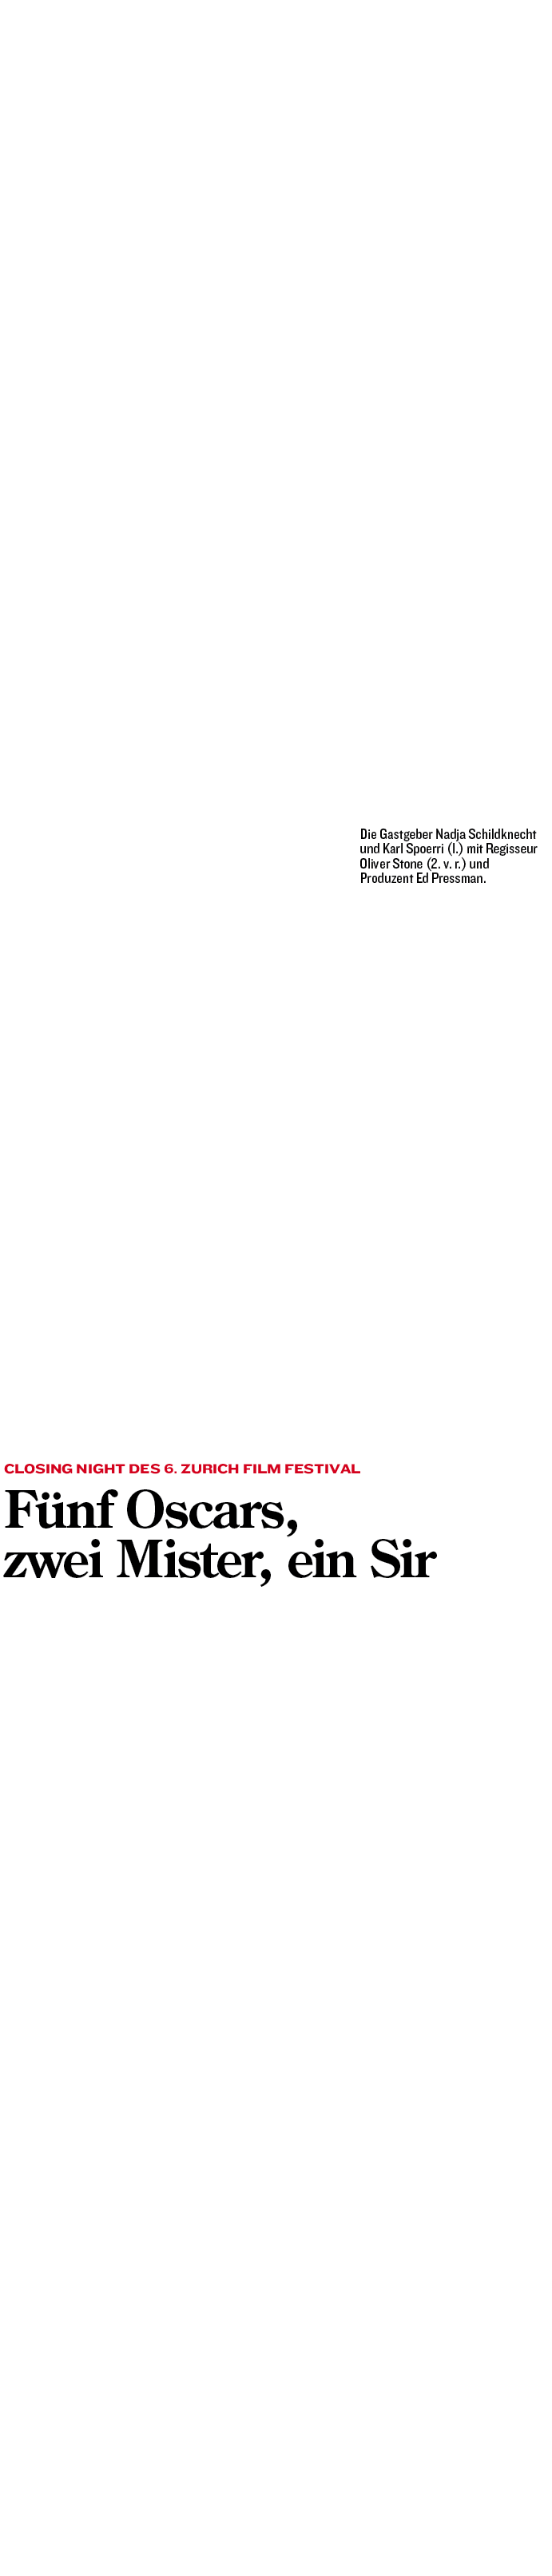 Die Gastgeber Nadja Schildknecht
und Karl Spoerri (l.) mit Regisseur
Oliver Stone (2. v. r.) und
Produzent Ed Pressman.
CLOSING NIGHT DES 6. ZURICH FILM FESTIVAL
Fünf Oscars,
zwei Mister, ein Sir